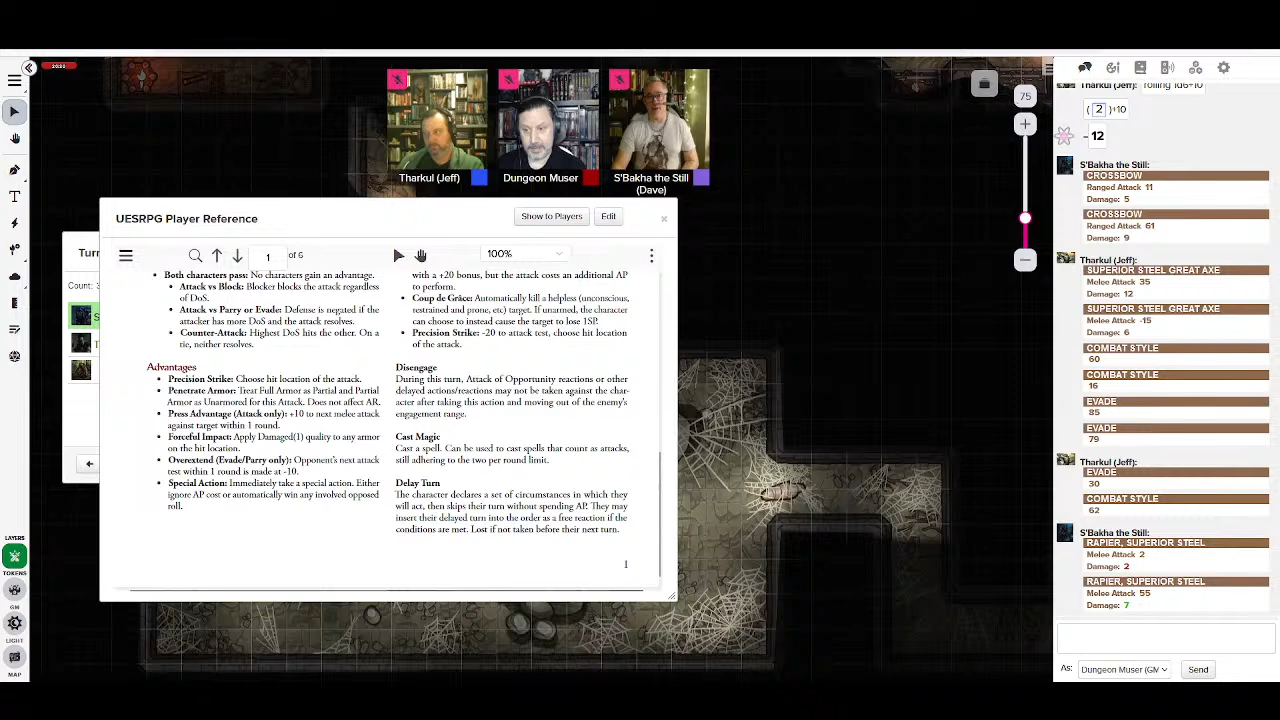 Tharkul (Jeff)
Dungeon Muser
S'Bakha the Still
(Dave)
75
UESRPG Player Reference
Show to Players
Edit
1
of 6
100%
Count: 3
Both characters pass: No characters gain an advantage.
Attack vs Block: Blocker blocks the attack regardless
of DoS.
Attack vs Parry or Evade: Defense is negated if the
attacker has more DoS and the attack resolves.
Counter-Attack: Highest DoS hits the other. On a
tie, neither resolves.
Advantages
Precision Strike: Choose hit location of the attack.
Penetrate Armor: Treat Full Armor as Partial and Partial
Armor as Unarmored for this Attack. Does not affect AR.
Press Advantage (Attack only): +10 to next melee attack
against target within 1 round.
Forceful Impact: Apply Damaged(1) quality to any armor
on the hit location.
Overextend (Evade/Parry only): Opponent's next attack
test within 1 round is made at -10.
Special Action: Immediately take a special action. Either
ignore AP cost or automatically win any involved opposed
roll.
with a +20 bonus, but the attack costs an additional AP
to perform.
Coup de Grâce: Automatically kill a helpless (unconscious,
restrained and prone, etc) target. If unarmed, the
character can choose to instead cause the target to lose 1SP.
Precision Strike: -20 to attack test, choose hit location
of the attack.
Disengage
During this turn, Attack of Opportunity reactions or other
delayed actions/reactions may not be taken against the char-
acter after taking this action and moving out of the enemy's
engagement range.
Cast Magic
Cast a spell. Can be used to cast spells that count as attacks,
still adhering to the two per round limit.
Delay Turn
The character declares a set of circumstances in which they
will act, then skips their turn without spending AP. They may
insert their delayed turn into the order as a free reaction if the
conditions are met. Lost if not taken before their next turn.
1
LAYERS
TOKENS
GM
LIGHT
MAP
Tharkul (Jeff): rolling 1d6+10
( 2 )+10
12
S'Bakha the Still:
CROSSBOW
Ranged Attack 11
Damage: 5
CROSSBOW
Ranged Attack 61
Damage: 9
Tharkul (Jeff):
SUPERIOR STEEL GREAT AXE
Melee Attack 35
Damage: 12
SUPERIOR STEEL GREAT AXE
Melee Attack -15
Damage: 6
COMBAT STYLE
60
COMBAT STYLE
16
EVADE
85
EVADE
79
Tharkul (Jeff):
EVADE
30
COMBAT STYLE
62
S'Bakha the Still:
RAPIER, SUPERIOR STEEL
Melee Attack 2
Damage: 2
RAPIER, SUPERIOR STEEL
Melee Attack 55
Damage: 7
As:
Dungeon Muser (GM
Send